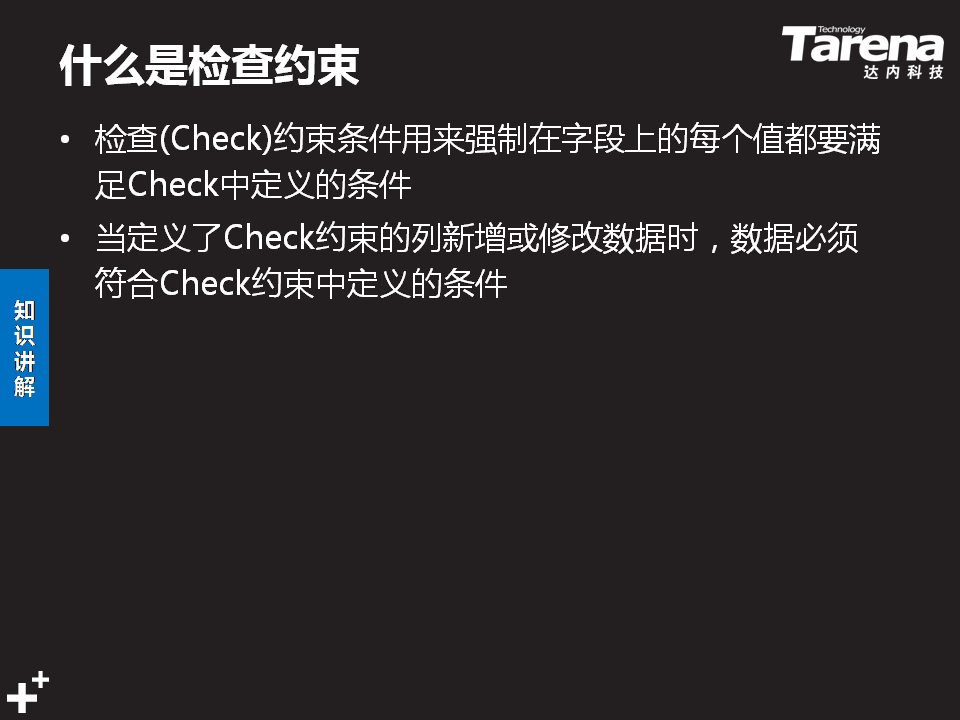 什么是检查约束
Technology
Tarena
达内科技
• 检查(Check)约束条件用来强制在字段上的每个值都要满
足Check中定义的条件
• 当定义了Check约束的列新增或修改数据时，数据必须
符合Check约束中定义的条件
知
识
讲
解